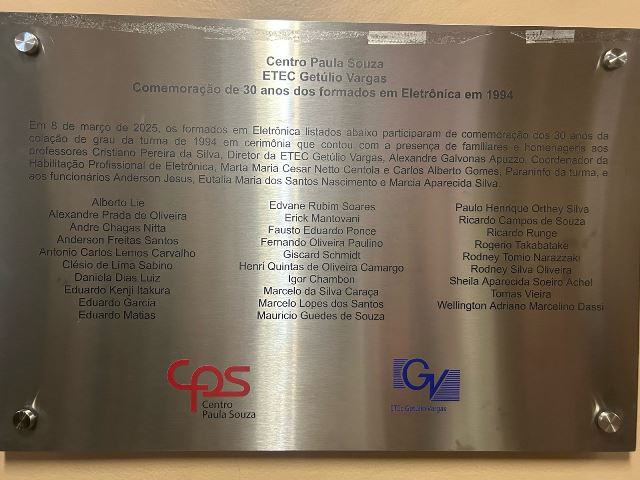 Centro Paula Souza
ETEC Getúlio Vargas
Comemoração de 30 anos dos formados em Eletrônica em 1994
Em 8 de março de 2025, os formados em Eletrônica listados abaixo participaram de comemoração dos 30 anos da
colação de grau da turma de 1994 em cerimônia que contou com a presença de familiares e homenageia aos
professores Cristiano Pereira da Silva, Diretor da ETEC Getúlio Vargas, Alexandre Galvonas Apuzzo, Coordenador da
Habilitação Profissional de Eletrônica, Marta Maria Cesar Netto Centola e Carlos Alberto Gomes, Paraninfo da turma, e
aos funcionários Anderson Jesus, Eutalia Maria dos Santos Nascimento e Marcia Aparecida Silva.
Alberto Lie
Alexandre Prada de Oliveira
Andre Chagas Nitta
Anderson Freitas Santos
Antonio Carlos Lemos Carvalho
Clésio de Lima Sabino
Daniela Dias Luiz
Eduardo Kenji Itakura
Eduardo Garcia
Eduardo Matias
Edvane Rubim Soares
Erick Mantovani
Fausto Eduardo Ponce
Fernando Oliveira Paulino
Giscard Schmidt
Henri Quintas de Oliveira Camargo
Igor Chambon
Marcelo da Silva Caraça
Marcelo Lopes dos Santos
Mauricio Guedes de Souza
Paulo Henrique Orthey Silva
Ricardo Campos de Souza
Ricardo Runge
Rogerio Takabatake
Rodney Tomio Narazzaki
Rodney Silva Oliveira
Sheila Aparecida Soeiro Achel
Tomas Vieira
Wellington Adriano Marcelino Dassi
cps
Centro
Paula Souza
GV
ETEc Getúlio Vargas